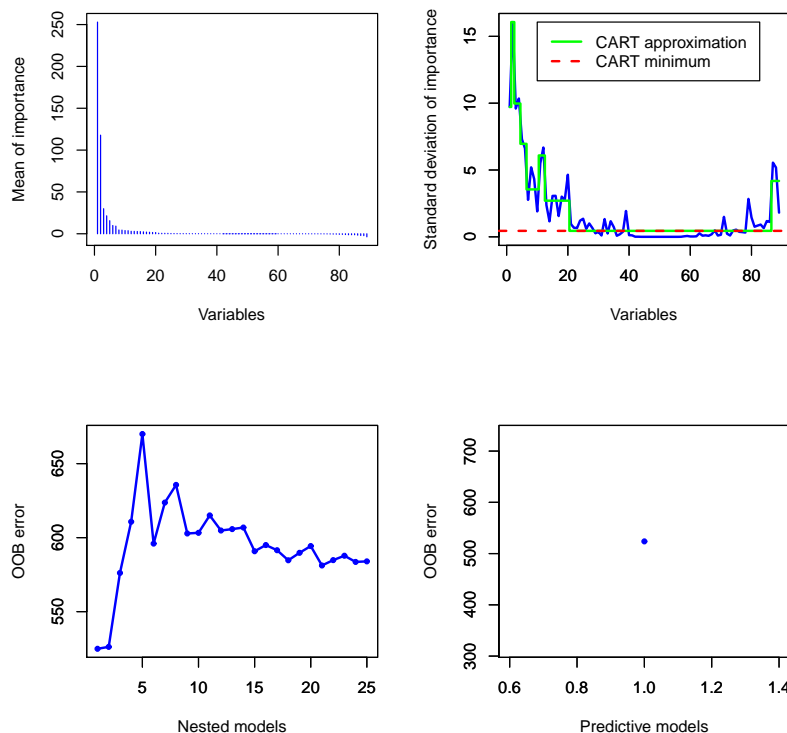 Mean of importance
250
200
150
100
50
0
0 20 40 60 80
Variables
Standard deviation of importance
15
10
5
0
CART approximation
CART minimum
0 20 40 60 80
Variables
OOB error
650
600
550
5 10 15 20 25
Nested models
OOB error
700
600
500
400
300
0.6 0.8 1.0 1.2 1.4
Predictive models